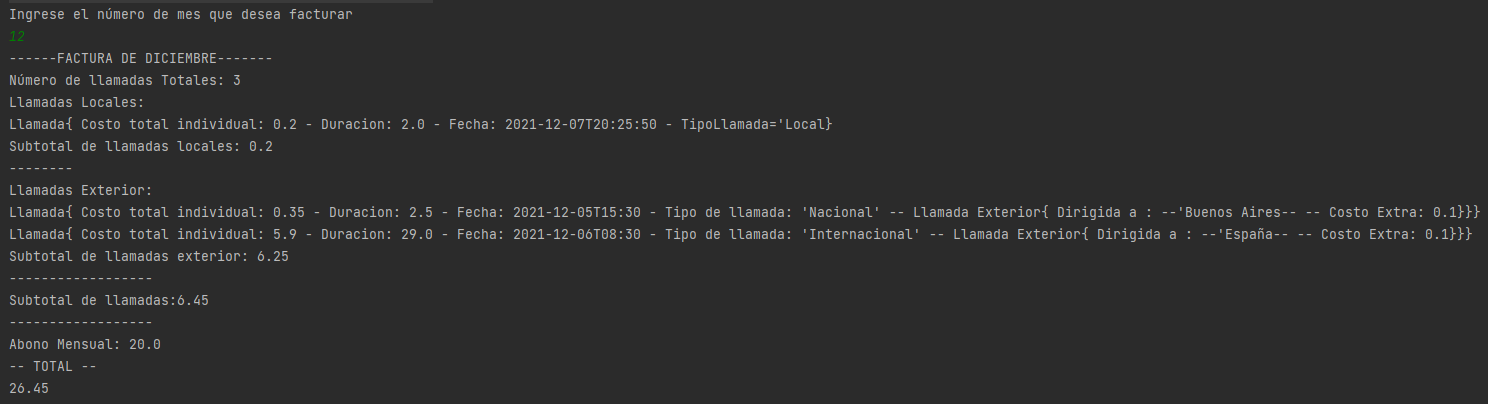 Ingrese el número de mes que desea facturar
12
------FACTURA DE DICIEMBRE-------
Número de llamadas Totales: 3
Llamadas Locales:
Llamada{ Costo total individual: 0.2 - Duracion: 2.0 - Fecha: 2021-12-07T20:25:50 - TipoLlamada='Local}
Subtotal de llamadas locales: 0.2
--------
Llamadas Exterior:
Llamada{ Costo total individual: 0.35 - Duracion: 2.5 - Fecha: 2021-12-05T15:30 - Tipo de llamada: 'Nacional' -- Llamada Exterior{ Dirigida a : --'Buenos Aires-- -- Costo Extra: 0.1}}}
Llamada{ Costo total individual: 5.9 - Duracion: 29.0 - Fecha: 2021-12-06T08:30 - Tipo de llamada: 'Internacional' -- Llamada Exterior{ Dirigida a : --'España-- -- Costo Extra: 0.1}}}
Subtotal de llamadas exterior: 6.25
------------------
Subtotal de llamadas:6.45
------------------
Abono Mensual: 20.0
-- TOTAL --
26.45